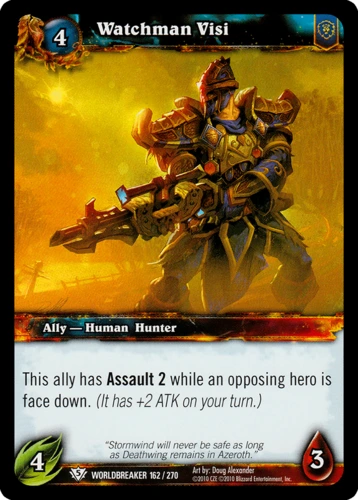 4
Watchman Visi
Ally — Human Hunter
This ally has Assault 2 while an opposing hero is
face down. (It has +2 ATK on your turn.)
"Stormwind will never be safe as long
as Deathwing remains in Azeroth."
4
WORLDBREAKER 162 / 270
Art by: Doug Alexander
©2010 CZE ©2010 Blizzard Entertainment, Inc.
3